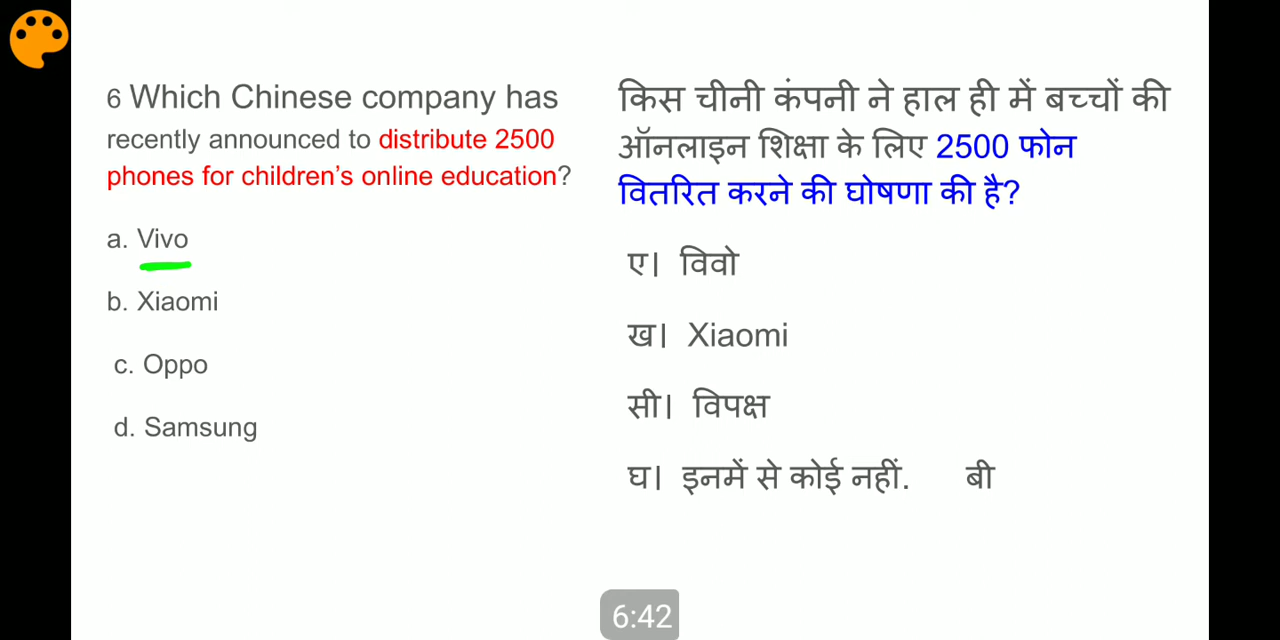 6 Which Chinese company has
recently announced to distribute 2500
phones for children's online education?
a. Vivo
b. Xiaomi
c. Oppo
d. Samsung
किस चीनी कंपनी ने हाल ही में बच्चों की
ऑनलाइन शिक्षा के लिए 2500 फोन
वितरित करने की घोषणा की है?
ए। विवो
ख। Xiaomi
सी। विपक्ष
घ। इनमें से कोई नहीं. बी
6:42